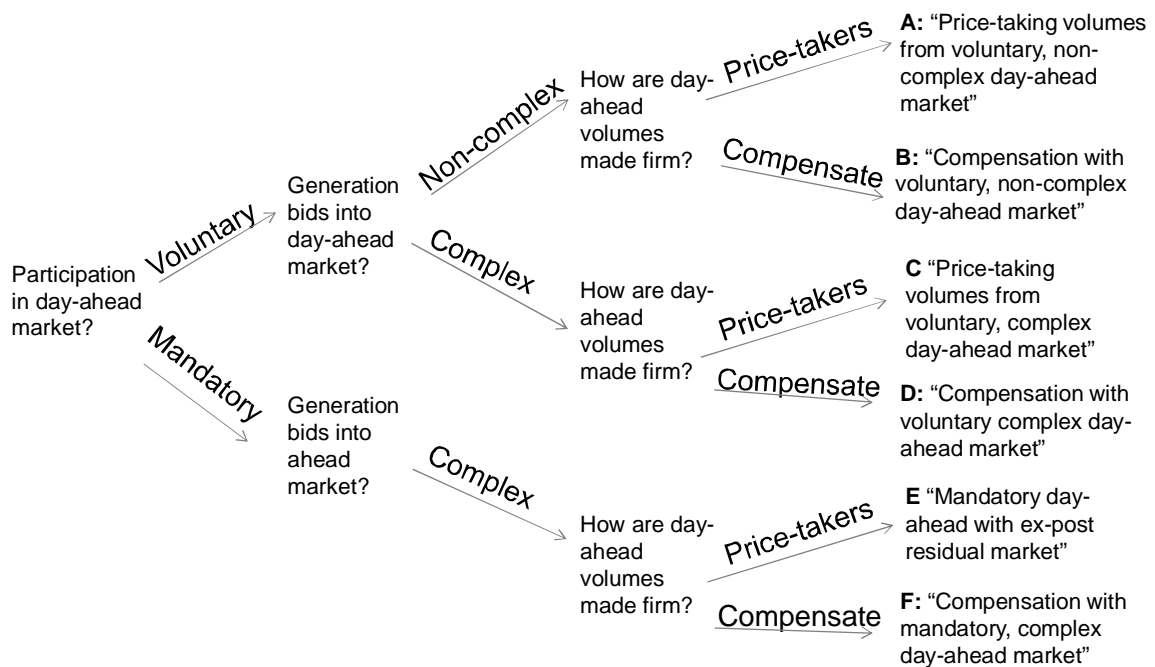 Participation
in day-ahead
market?
Voluntary
Mandatory
Generation
bids into
day-ahead
market?
Non-complex
Complex
Generation
bids into
ahead
market?
Complex
How are day-
ahead
volumes
made firm?
Price-takers
Compensate
How are day-
ahead
volumes
made firm?
Price-takers
Compensate
How are day-
ahead
volumes
made firm?
Price-takers
Compensate
A: “Price-taking volumes
from voluntary, non-
complex day-ahead
market”
B: “Compensation with
voluntary, non-complex
day-ahead market”
C “Price-taking
volumes from
voluntary, complex
day-ahead market”
D: “Compensation with
voluntary complex day-
ahead market”
E “Mandatory day-
ahead with ex-post
residual market”
F: “Compensation with
mandatory, complex
day-ahead market”